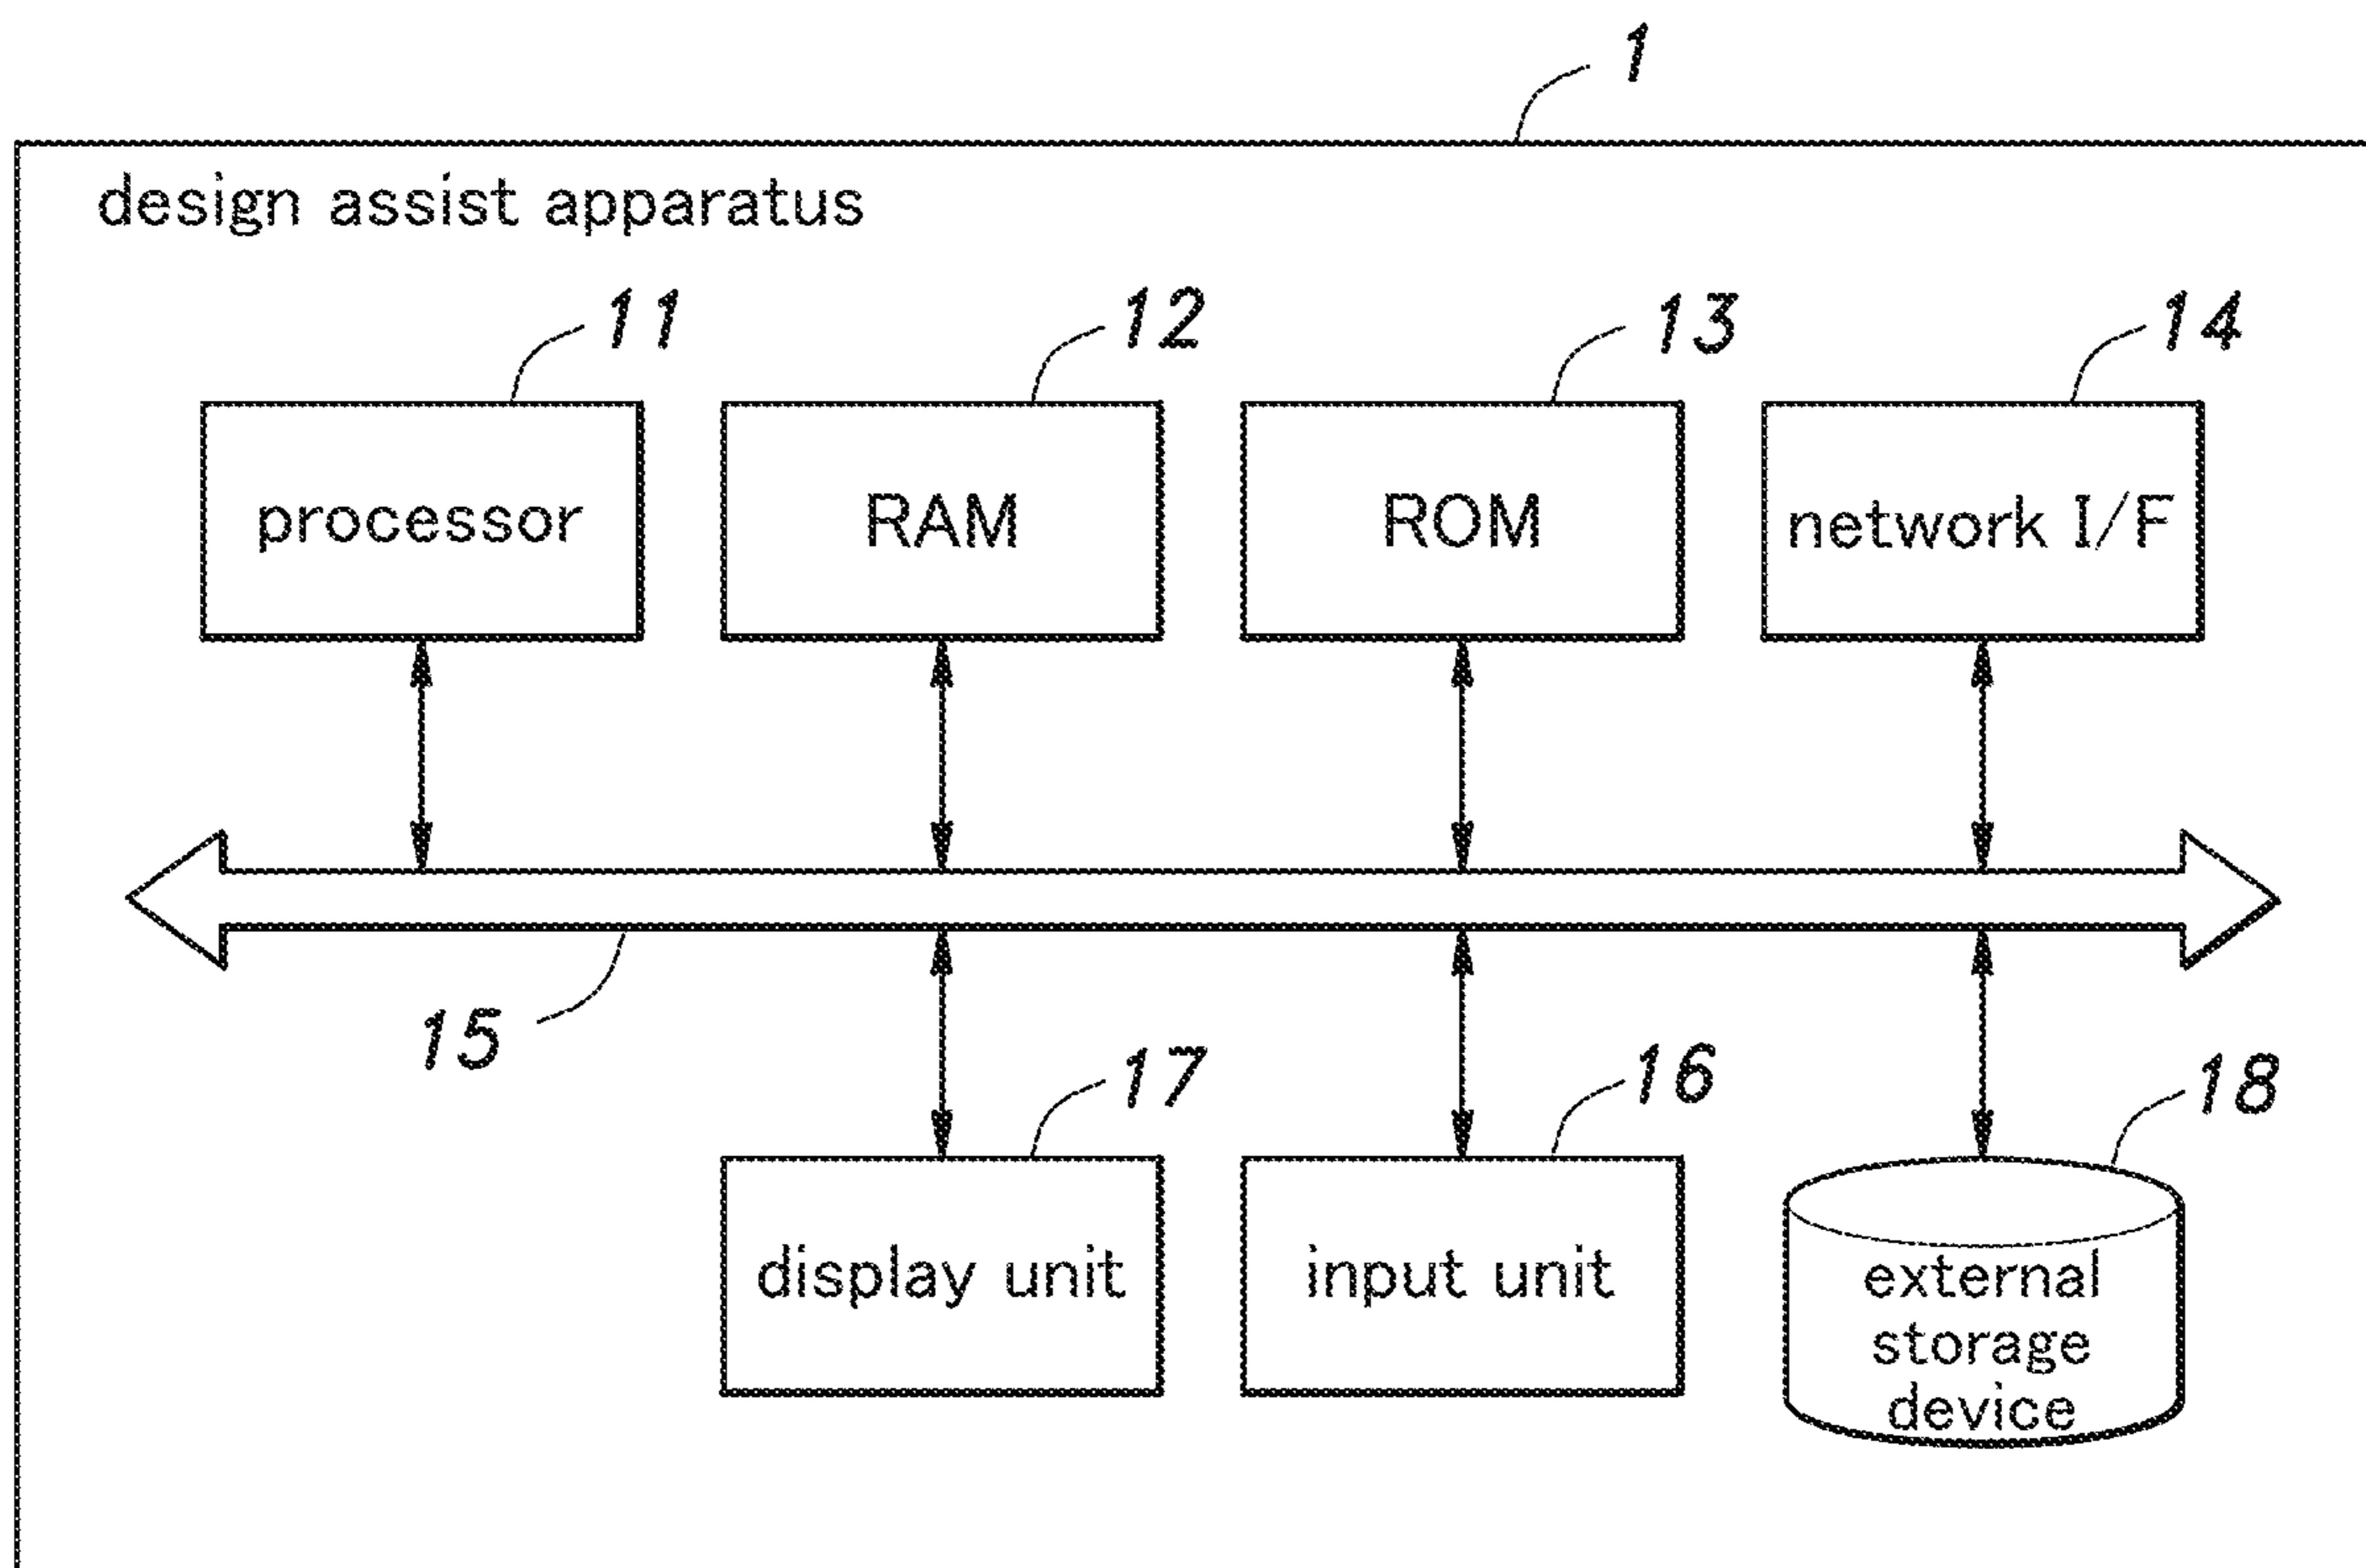 1
design assist apparatus
11
12
13
14
processor
RAM
ROM
network I/F
15
17
16
18
display unit
input unit
external
storage
device